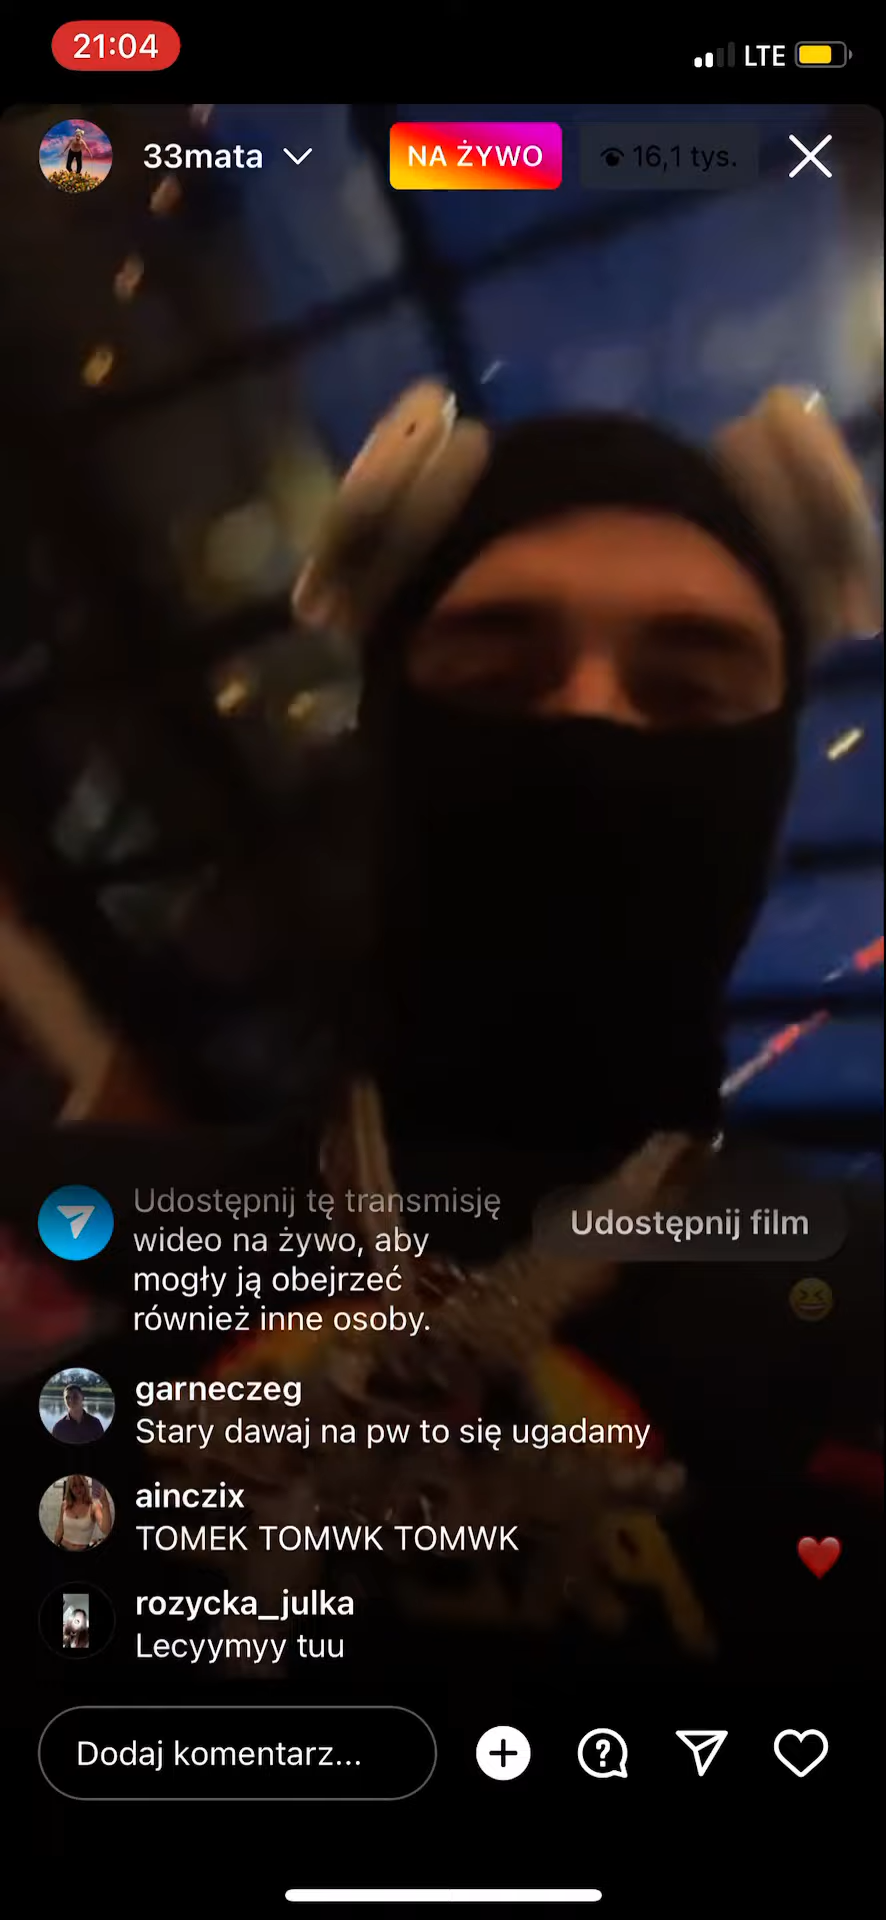 21:04
LTE
33mata
NA ŻYWO
16,1 tys.
Udostępnij tę transmisję
wideo na żywo, aby
mogły ją obejrzeć
również inne osoby.
Udostępnij film
garneczeg
Stary dawaj na pw to się ugadamy
ainczix
TOMEK TOMWK TOMWK
rozycka_julka
Lecyymyy tuu
Dodaj komentarz...